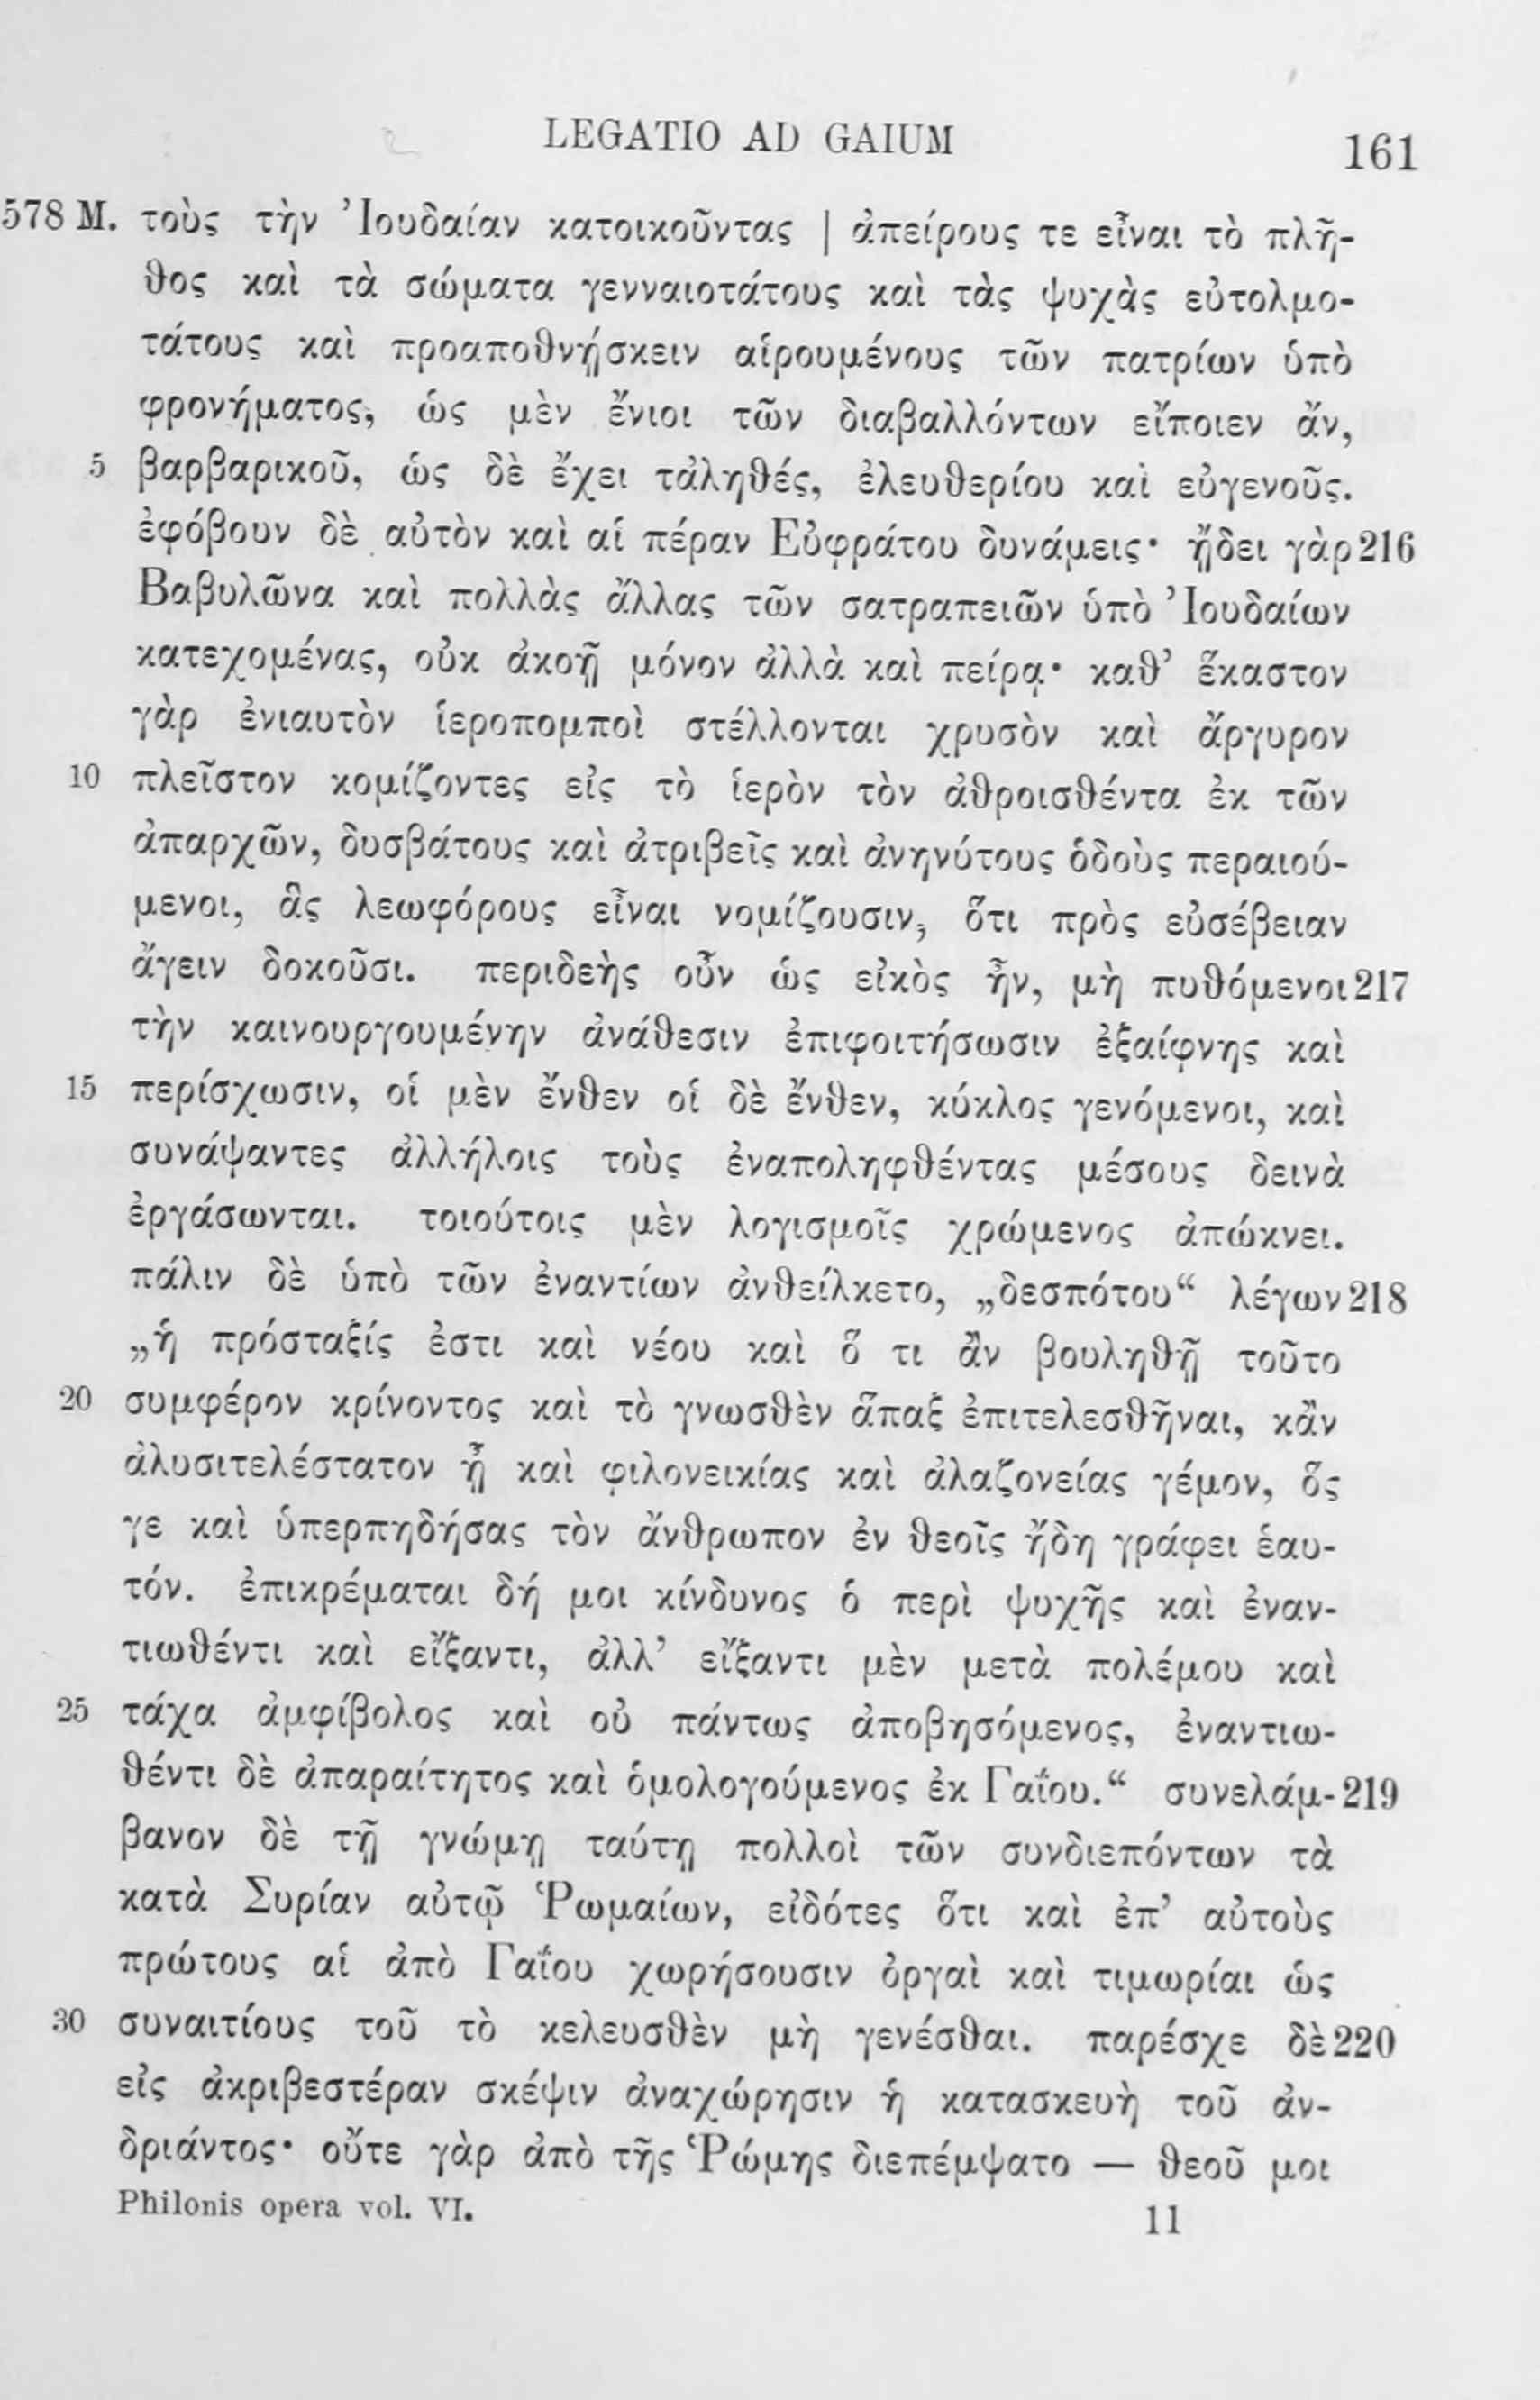 LEGATIO AD GAIUM 161
578 M. τοὺς τὴν Ἰουδαίαν κατοικοῦντας | ἀπείρους τε εἶναι τὸ πλῆ-
θος καὶ τὰ σώματα γενναιοτάτους καὶ τὰς ψυχὰς εὐτολμο-
τάτους καὶ προαποθνῄσκειν αἱρουμένους τῶν πατρίων ὑπὸ
φρονήματος, ὡς μὲν ἔνιοι τῶν διαβαλλόντων εἴποιεν ἄν,
5 βαρβαρικοῦ, ὡς δὲ ἔχει τἀληθές, ἐλευθερίου καὶ εὐγενοῦς.
ἐφόβουν δὲ αὐτὸν καὶ αἱ πέραν Εὐφράτου δυνάμεις· ᾔδει γὰρ 216
Βαβυλῶνα καὶ πολλὰς ἄλλας τῶν σατραπειῶν ὑπὸ Ἰουδαίων
κατεχομένας, οὐκ ἀκοῇ μόνον ἀλλὰ καὶ πείρᾳ· καθ’ ἕκαστον
γὰρ ἐνιαυτὸν ἱεροπομποὶ στέλλονται χρυσὸν καὶ ἄργυρον
10 πλεῖστον κομίζοντες εἰς τὸ ἱερὸν τὸν ἀθροισθέντα ἐκ τῶν
ἀπαρχῶν, δυσβάτους καὶ ἀτριβεῖς καὶ ἀνηνύτους ὁδοὺς περαιού-
μενοι, ἃς λεωφόρους εἶναι νομίζουσιν, ὅτι πρὸς εὐσέβειαν
ἄγειν δοκοῦσι. περιδεὴς οὖν ὡς εἰκὸς ἦν, μὴ πυθόμενοι 217
τὴν καινουργουμένην ἀνάθεσιν ἐπιφοιτήσωσιν ἐξαίφνης καὶ
15 περίσχωσιν, οἱ μὲν ἔνθεν οἱ δὲ ἔνθεν, κύκλος γενόμενοι, καὶ
συνάψαντες ἀλλήλοις τοὺς ἐναποληφθέντας μέσους δεινὰ
ἐργάσωνται. τοιούτοις μὲν λογισμοῖς χρώμενος ἀπώκνει.
πάλιν δὲ ὑπὸ τῶν ἐναντίων ἀνθείλκετο, „δεσπότου“ λέγων 218
„ἡ πρόσταξίς ἐστι καὶ νέου καὶ ὅ τι ἂν βουληθῇ τοῦτο
20 συμφέρον κρίνοντος καὶ τὸ γνωσθὲν ἅπαξ ἐπιτελεσθῆναι, κἂν
ἀλυσιτελέστατον ᾖ καὶ φιλονεικίας καὶ ἀλαζονείας γέμον, ὅς
γε καὶ ὑπερπηδήσας τὸν ἄνθρωπον ἐν θεοῖς ἤδη γράφει ἑαυ-
τόν. ἐπικρέμαται δή μοι κίνδυνος ὁ περὶ ψυχῆς καὶ ἐναν-
τιωθέντι καὶ εἴξαντι, ἀλλ’ εἴξαντι μὲν μετὰ πολέμου καὶ
25 τάχα ἀμφίβολος καὶ οὐ πάντως ἀποβησόμενος, ἐναντιω-
θέντι δὲ ἀπαραίτητος καὶ ὁμολογούμενος ἐκ Γαΐου.“ συνελάμ- 219
βανον δὲ τῇ γνώμῃ ταύτῃ πολλοὶ τῶν συνδιεπόντων τὰ
κατὰ Συρίαν αὐτῷ Ῥωμαίων, εἰδότες ὅτι καὶ ἐπ’ αὐτοὺς
πρώτους αἱ ἀπὸ Γαΐου χωρήσουσιν ὀργαὶ καὶ τιμωρίαι ὡς
30 συναιτίους τοῦ τὸ κελευσθὲν μὴ γενέσθαι. παρέσχε δὲ 220
εἰς ἀκριβεστέραν σκέψιν ἀναχώρησιν ἡ κατασκευὴ τοῦ ἀν-
δριάντος· οὔτε γὰρ ἀπὸ τῆς Ῥώμης διεπέμψατο — θεοῦ μοι
Philonis opera vol. VI. 11